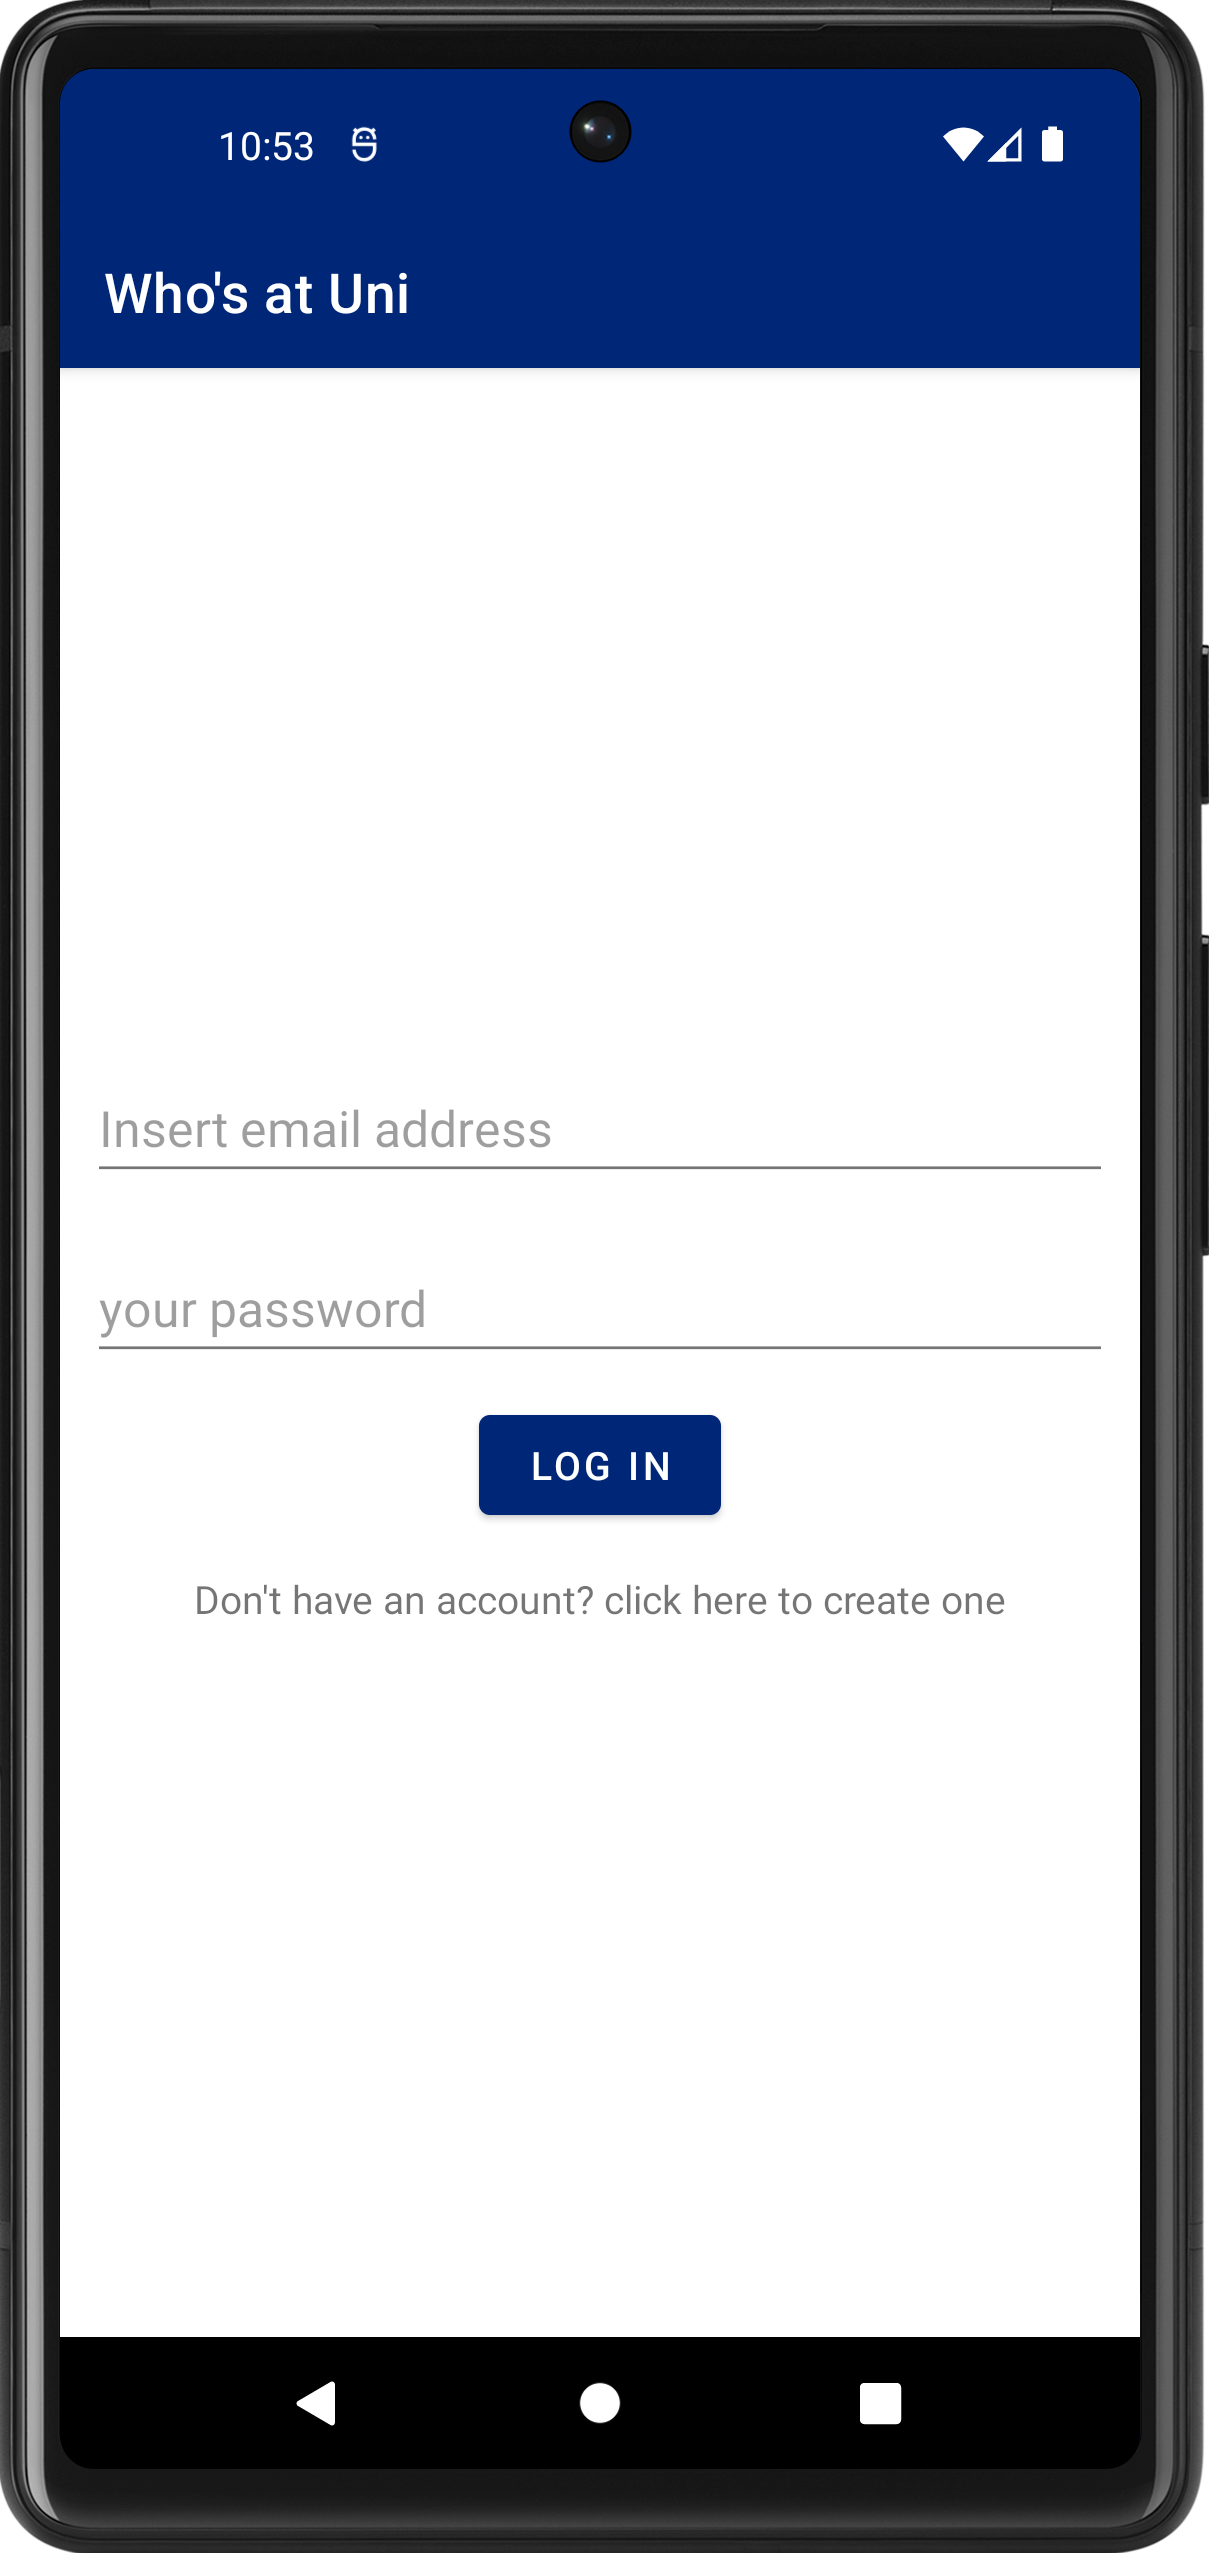 10:53
Who's at Uni
Insert email address
your password
LOG IN
Don't have an account? click here to create one